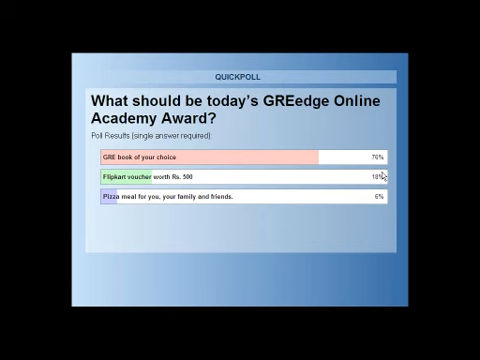 QUICKPOLL
What should be today's GREedge Online
Academy Award?
Poll Results (single answer required):
GRE book of your choice 76%
Flipkart voucher worth Rs. 500 18%
Pizza meal for you, your family and friends. 6%